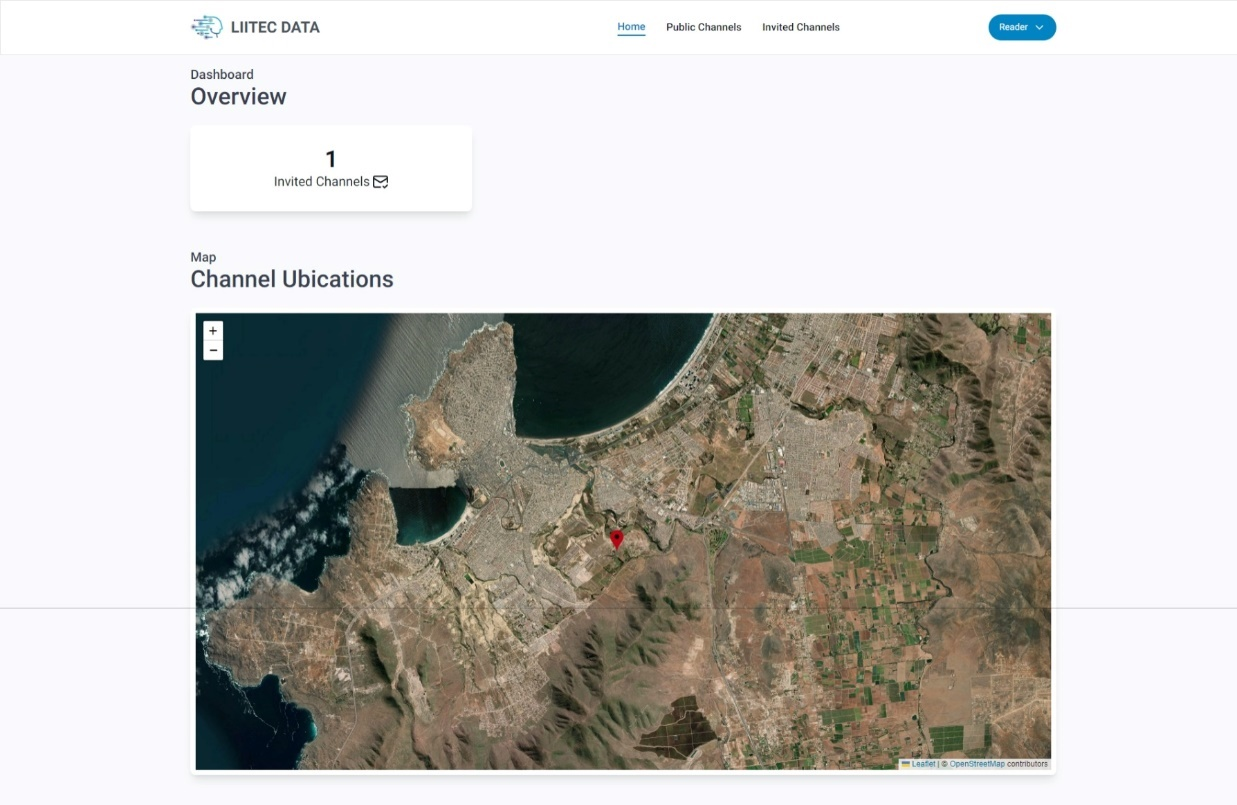 LIITEC DATA
Home Public Channels Invited Channels
Reader
Dashboard
Overview
1
Invited Channels
Map
Channel Ubications
+
−
Leaflet | © OpenStreetMap contributors